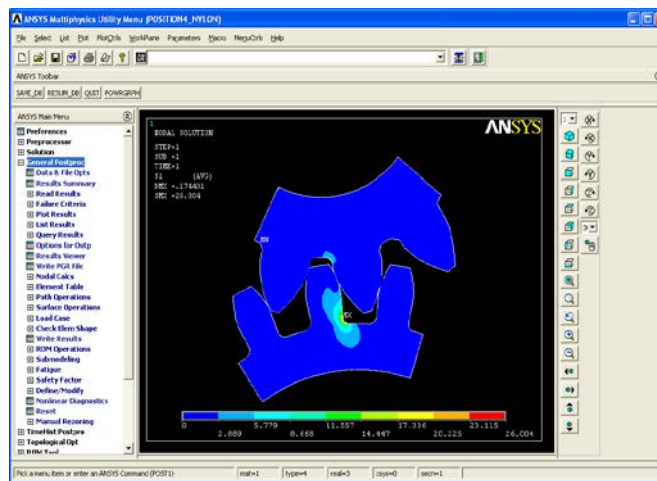 ANSYS Multiphysics Utility Menu (POSITION4_NYLON)
File Select List Plot PlotCtrls WorkPlane Parameters Macro MenuCtrls Help
ANSYS Toolbar
SAVE_DB RESUM_DB QUIT POWRGRPH
ANSYS Main Menu
Preferences
Preprocessor
Solution
General Postproc
Data & File Opts
Results Summary
Read Results
Failure Criteria
Plot Results
List Results
Query Results
Options for Outp
Results Viewer
Write PGR File
Nodal Calcs
Element Table
Path Operations
Surface Operations
Load Case
Check Elem Shape
Write Results
ROM Operations
Submodeling
Fatigue
Safety Factor
Define/Modify
Nonlinear Diagnostics
Reset
Manual Rezoning
TimeHist Postpro
Topological Opt
ROM Tool
1
NODAL SOLUTION
STEP=1
SUB =1
TIME=1
S1 (AVG)
DMX =.174401
SMX =26.004
ANSYS
MN
MX
0 5.779 11.557 17.336 23.115
2.889 8.668 14.447 20.225 26.004
Pick a menu item or enter an ANSYS Command (POST1)
mat=1 type=4 real=3 csys=0 secn=1